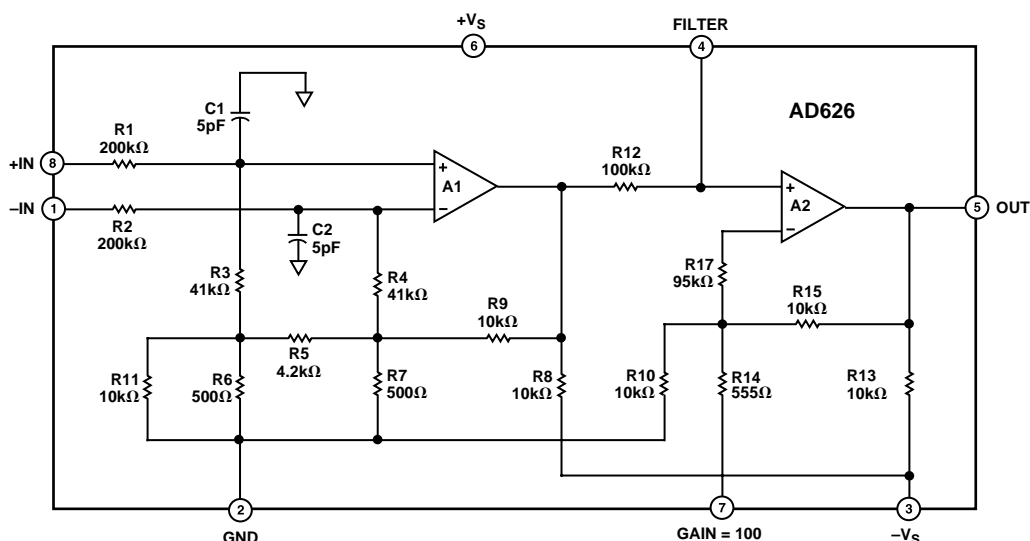 +VS
6
FILTER
4
AD626
C1
5pF
R1
200kΩ
+IN
8
+
A1
−
R12
100kΩ
+
A2
−
5
OUT
−IN
1
R2
200kΩ
C2
5pF
R3
41kΩ
R4
41kΩ
R17
95kΩ
R9
10kΩ
R15
10kΩ
R5
4.2kΩ
R11
10kΩ
R6
500Ω
R7
500Ω
R8
10kΩ
R10
10kΩ
R14
555Ω
R13
10kΩ
2
GND
7
GAIN = 100
3
−VS